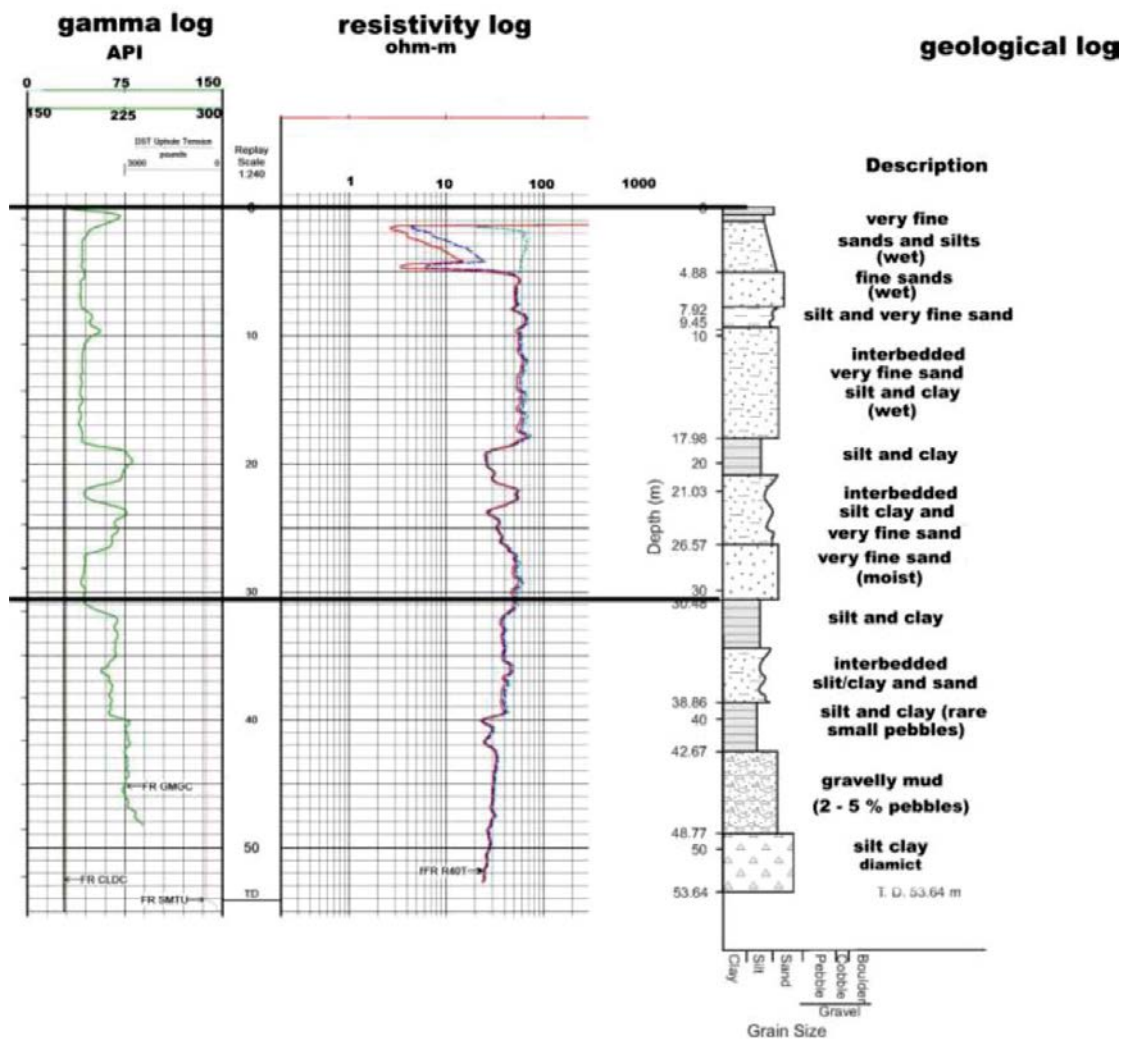 gamma log
API
resistivity log
ohm-m
geological log
0 75 150
150 225 300
DST Uphole Tension
pounds
3000 0
Replay
Scale
1:240
1 10 100 1000
Description
0
0
very fine
sands and silts
(wet)
4.88
fine sands
(wet)
7.92
silt and very fine sand
9.45
10
10
interbedded
very fine sand
silt and clay
(wet)
17.98
silt and clay
20
20
21.03
interbedded
silt clay and
very fine sand
Depth (m)
26.57
very fine sand
(moist)
30
30
30.48
silt and clay
interbedded
slit/clay and sand
38.86
silt and clay (rare
small pebbles)
40
40
42.67
FR GMGC
gravelly mud
(2 - 5 % pebbles)
48.77
50
50
silt clay
diamict
fFR R40T
FR CLDC
FR SMTU
TD
53.64
T. D. 53.64 m
Clay
Silt
Sand
Pebble
Cobble
Boulder
Gravel
Grain Size